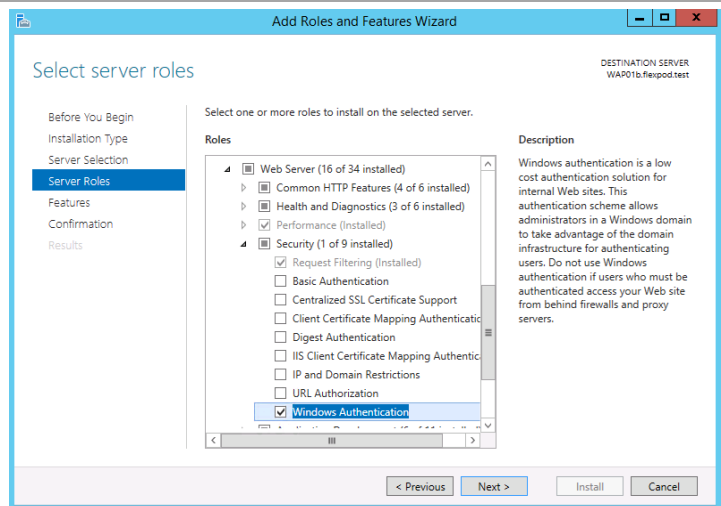 Add Roles and Features Wizard
Select server roles
DESTINATION SERVER
WAP01b.flexpod.test
Before You Begin
Installation Type
Server Selection
Server Roles
Features
Confirmation
Results
Select one or more roles to install on the selected server.
Roles
Web Server (16 of 34 installed)
Common HTTP Features (4 of 6 installed)
Health and Diagnostics (3 of 6 installed)
Performance (Installed)
Security (1 of 9 installed)
Request Filtering (Installed)
Basic Authentication
Centralized SSL Certificate Support
Client Certificate Mapping Authenticatic
Digest Authentication
IIS Client Certificate Mapping Authentic
IP and Domain Restrictions
URL Authorization
Windows Authentication
Description
Windows authentication is a low
cost authentication solution for
internal Web sites. This
authentication scheme allows
administrators in a Windows domain
to take advantage of the domain
infrastructure for authenticating
users. Do not use Windows
authentication if users who must be
authenticated access your Web site
from behind firewalls and proxy
servers.
< Previous
Next >
Install
Cancel